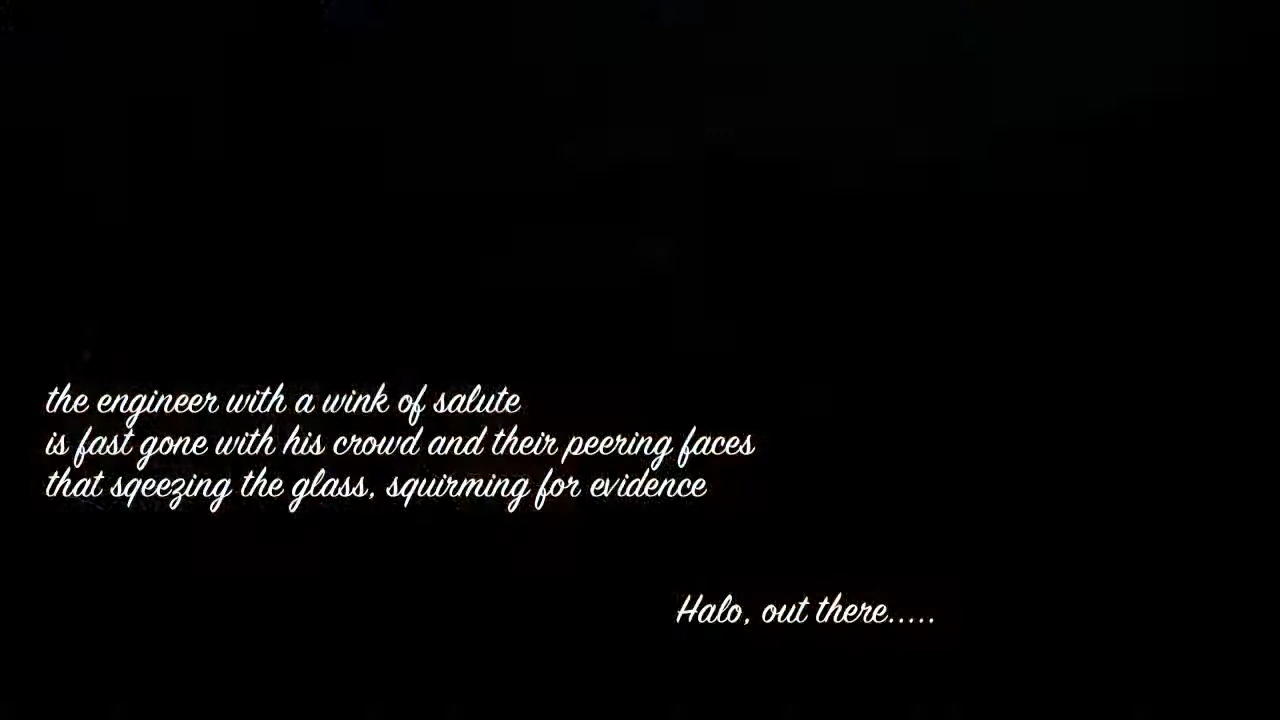 the engineer with a wink of salute
is fast gone with his crowd and their peering faces
that sqeezing the glass, squirming for evidence
Halo, out there.....